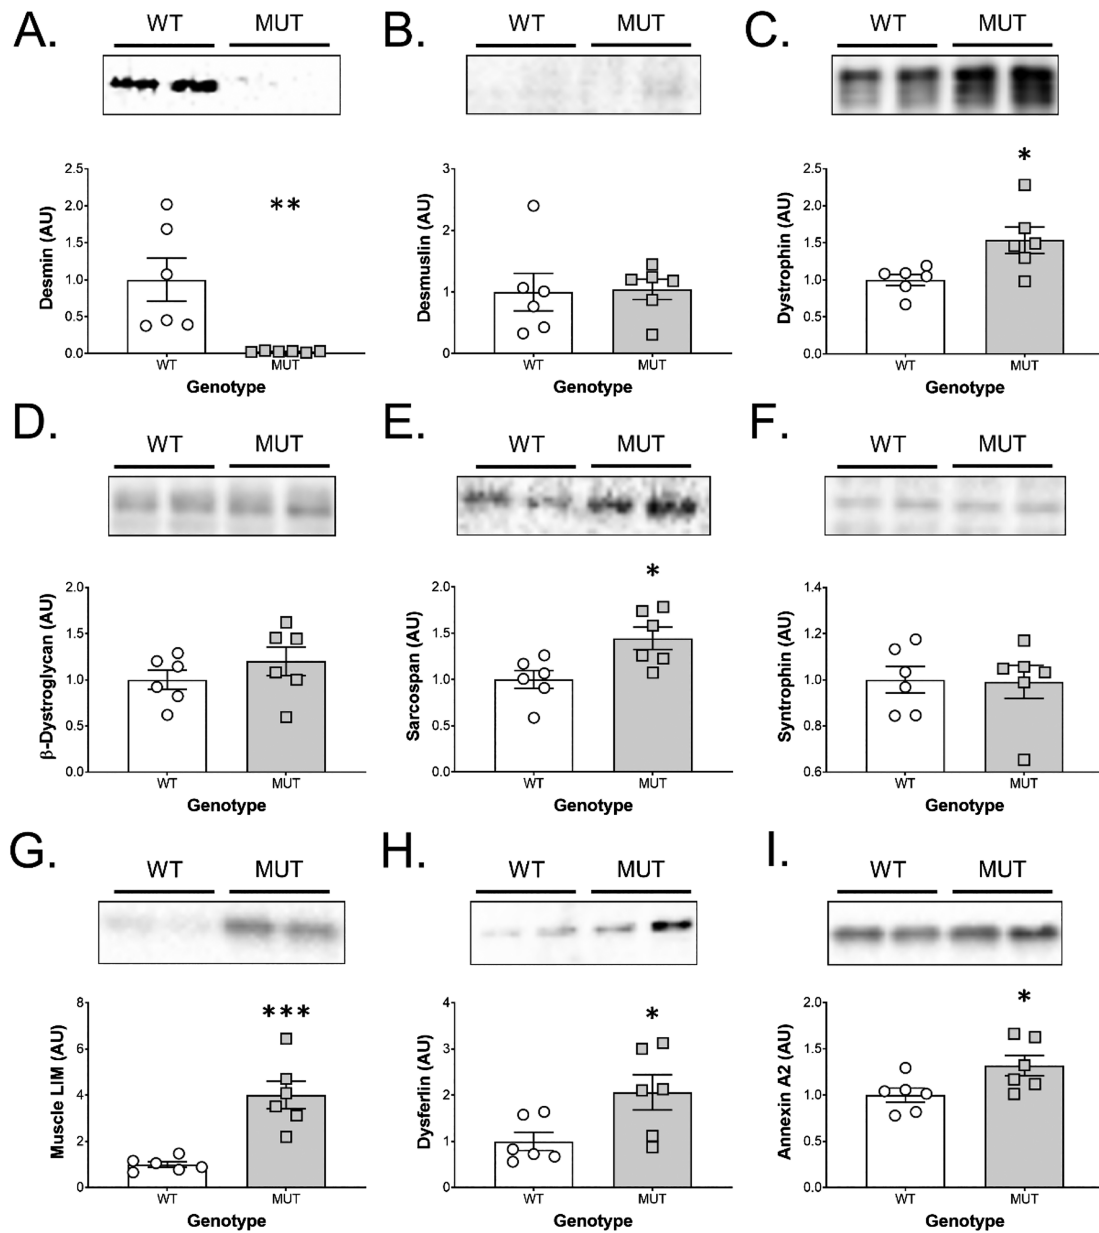 A. WT MUT
Desmin (AU)
2.5
2.0
**
1.5
1.0
0.5
0.0
WT MUT
Genotype
B. WT MUT
Desmuslin (AU)
3
2
1
0
WT MUT
Genotype
C. WT MUT
*
Dystrophin (AU)
2.5
2.0
1.5
1.0
0.5
0.0
WT MUT
Genotype
D. WT MUT
β-Dystroglycan (AU)
2.0
1.5
1.0
0.5
0.0
WT MUT
Genotype
E. WT MUT
*
Sarcospan (AU)
2.0
1.5
1.0
0.5
0.0
WT MUT
Genotype
F. WT MUT
Syntrophin (AU)
1.4
1.2
1.0
0.8
0.6
WT MUT
Genotype
G. WT MUT
Muscle LIM (AU)
8
***
6
4
2
0
WT MUT
Genotype
H. WT MUT
Dysferlin (AU)
4
*
3
2
1
0
WT MUT
Genotype
I. WT MUT
*
Annexin A2 (AU)
2.0
1.5
1.0
0.5
0.0
WT MUT
Genotype